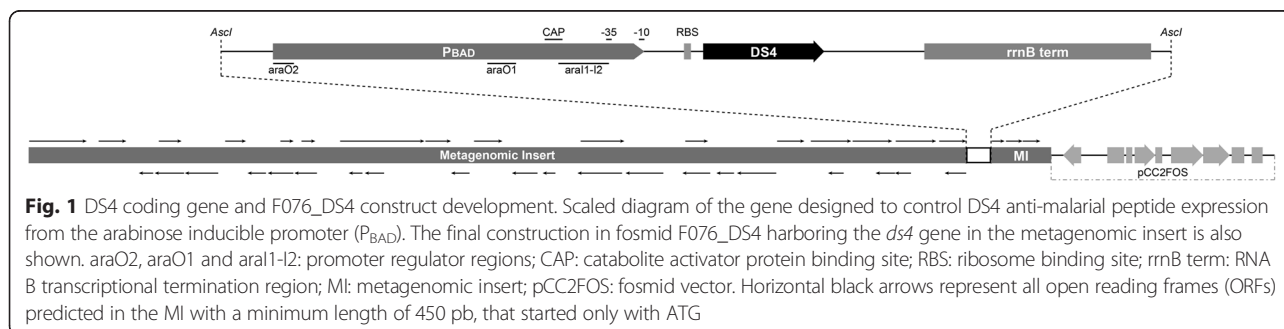 AscI
CAP
-35
-10
RBS
AscI
PBAD
DS4
rrnB term
araO2
araO1
araI1-I2
Metagenomic Insert
MI
pCC2FOS
Fig. 1 DS4 coding gene and F076_DS4 construct development. Scaled diagram of the gene designed to control DS4 anti-malarial peptide expression
from the arabinose inducible promoter (PBAD). The final construction in fosmid F076_DS4 harboring the ds4 gene in the metagenomic insert is also
shown. araO2, araO1 and araI1-I2: promoter regulator regions; CAP: catabolite activator protein binding site; RBS: ribosome binding site; rrnB term: RNA
B transcriptional termination region; MI: metagenomic insert; pCC2FOS: fosmid vector. Horizontal black arrows represent all open reading frames (ORFs)
predicted in the MI with a minimum length of 450 pb, that started only with ATG